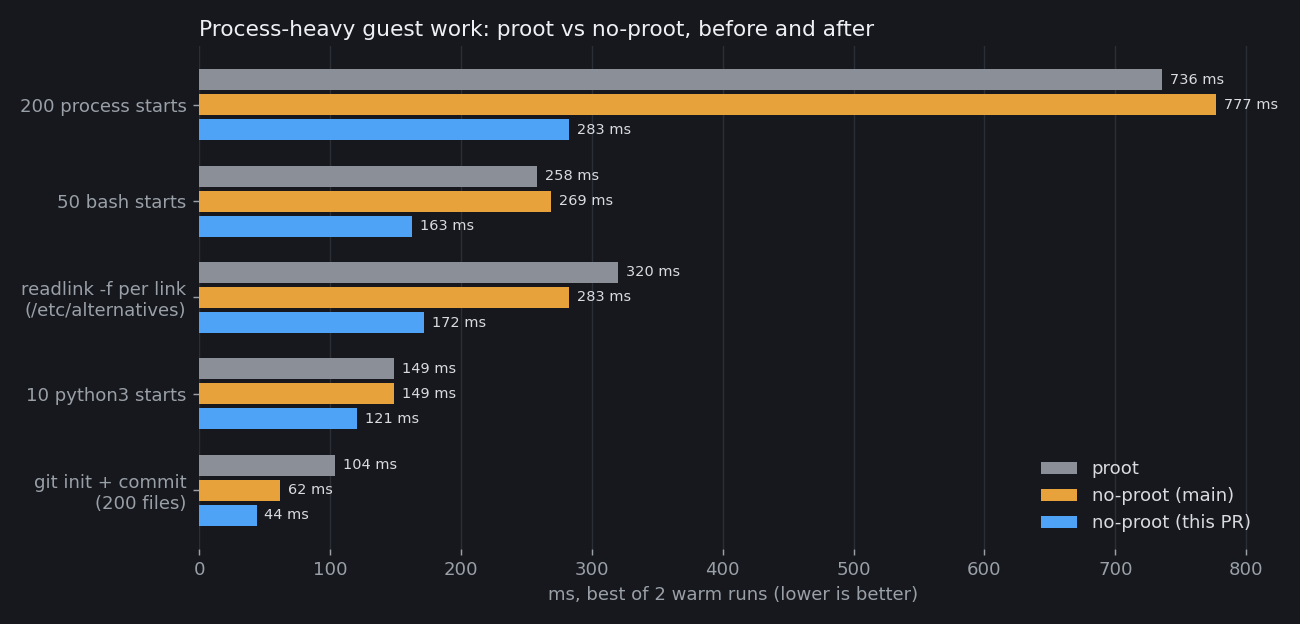 Process-heavy guest work: proot vs no-proot, before and after
200 process starts
736 ms
777 ms
283 ms
50 bash starts
258 ms
269 ms
163 ms
readlink -f per link
(/etc/alternatives)
320 ms
283 ms
172 ms
10 python3 starts
149 ms
149 ms
121 ms
git init + commit
(200 files)
104 ms
62 ms
44 ms
proot
no-proot (main)
no-proot (this PR)
0 100 200 300 400 500 600 700 800
ms, best of 2 warm runs (lower is better)